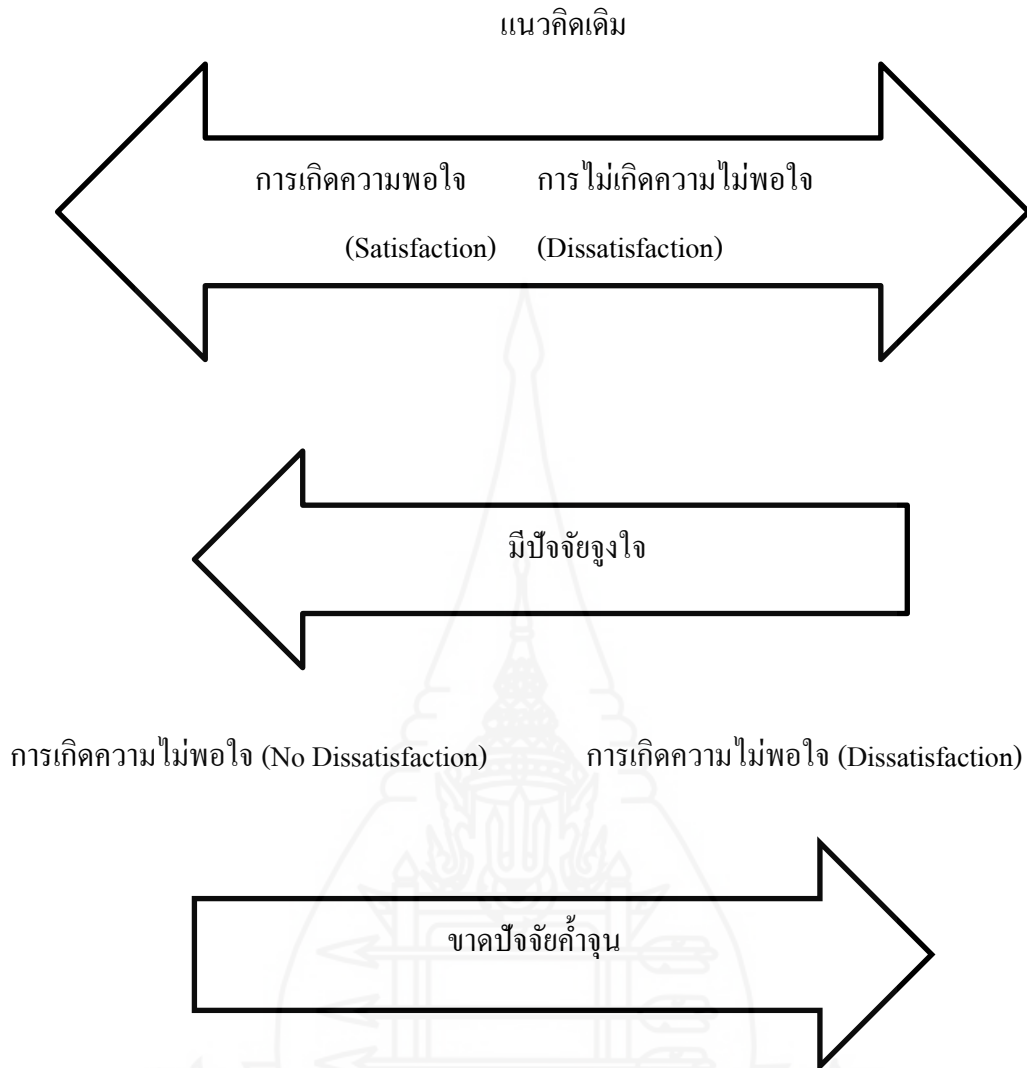 แนวคิดเดิม
การเกิดความพอใจ การไม่เกิดความไม่พอใจ
(Satisfaction) (Dissatisfaction)
มีปัจจัยจูงใจ
การเกิดความไม่พอใจ (No Dissatisfaction) การเกิดความไม่พอใจ (Dissatisfaction)
ขาดปัจจัยค้ำจุน